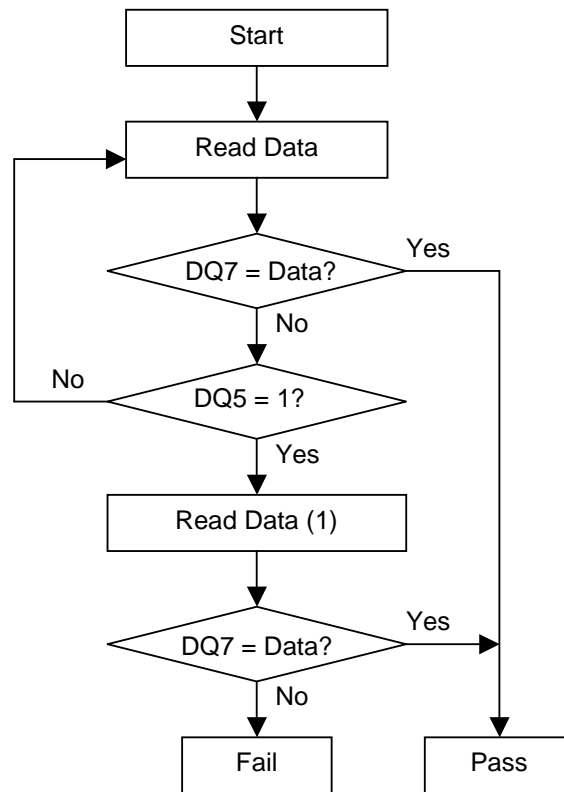 Start
Read Data
DQ7 = Data?
Yes
No
No
DQ5 = 1?
Yes
Read Data (1)
DQ7 = Data?
Yes
No
Fail
Pass